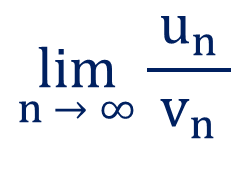 lim n → ∞ uₙ / vₙ